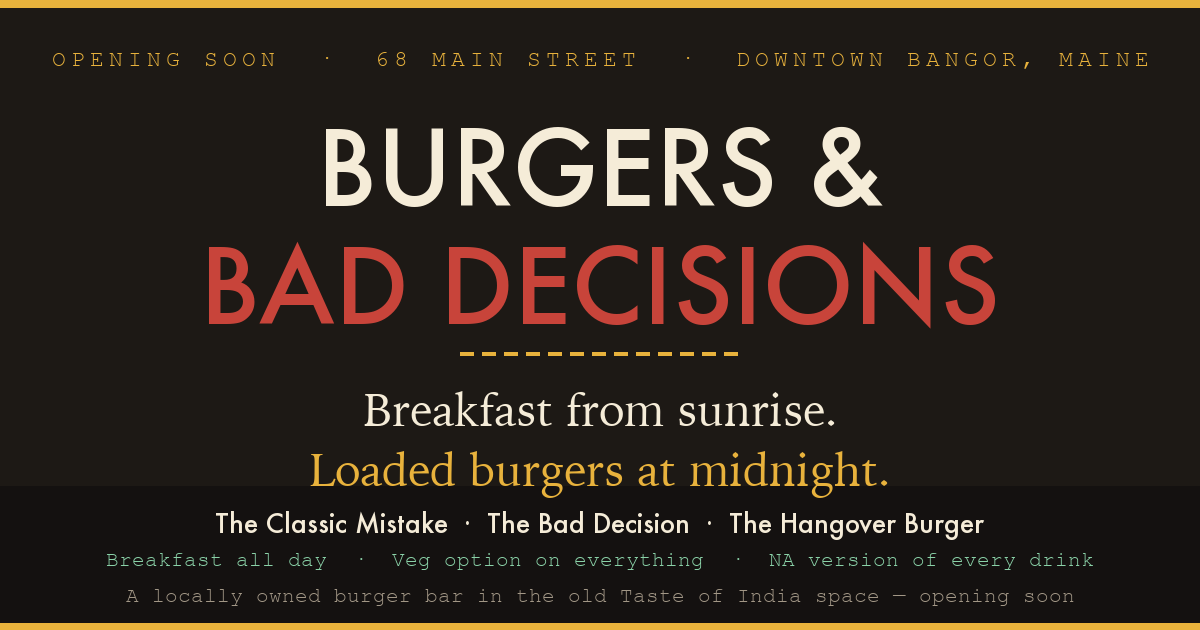 OPENING SOON · 68 MAIN STREET · DOWNTOWN BANGOR, MAINE
BURGERS &
BAD DECISIONS
Breakfast from sunrise.
Loaded burgers at midnight.
The Classic Mistake · The Bad Decision · The Hangover Burger
Breakfast all day · Veg option on everything · NA version of every drink
A locally owned burger bar in the old Taste of India space — opening soon